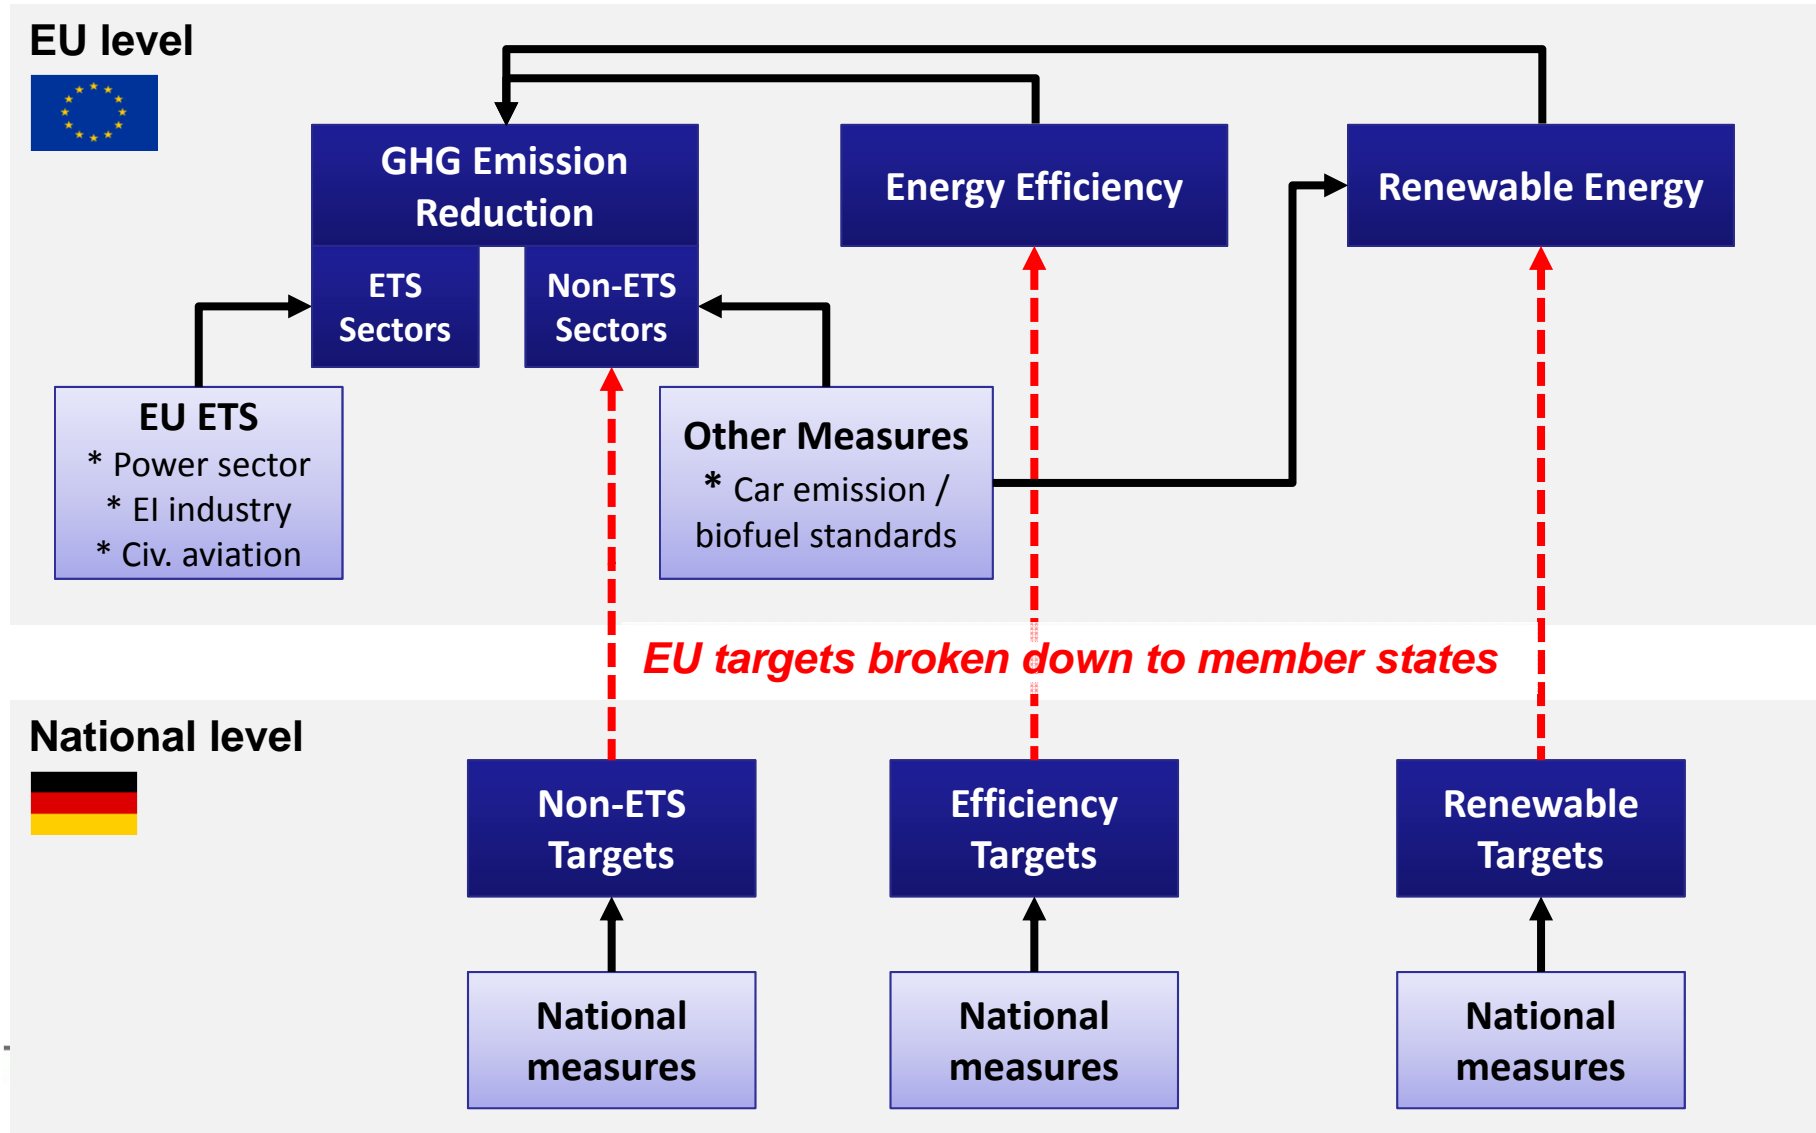 EU level
GHG Emission
Reduction
Energy Efficiency
Renewable Energy
ETS
Sectors
Non-ETS
Sectors
EU ETS
* Power sector
* EI industry
* Civ. aviation
Other Measures
* Car emission /
biofuel standards
EU targets broken down to member states
National level
Non-ETS
Targets
Efficiency
Targets
Renewable
Targets
National
measures
National
measures
National
measures